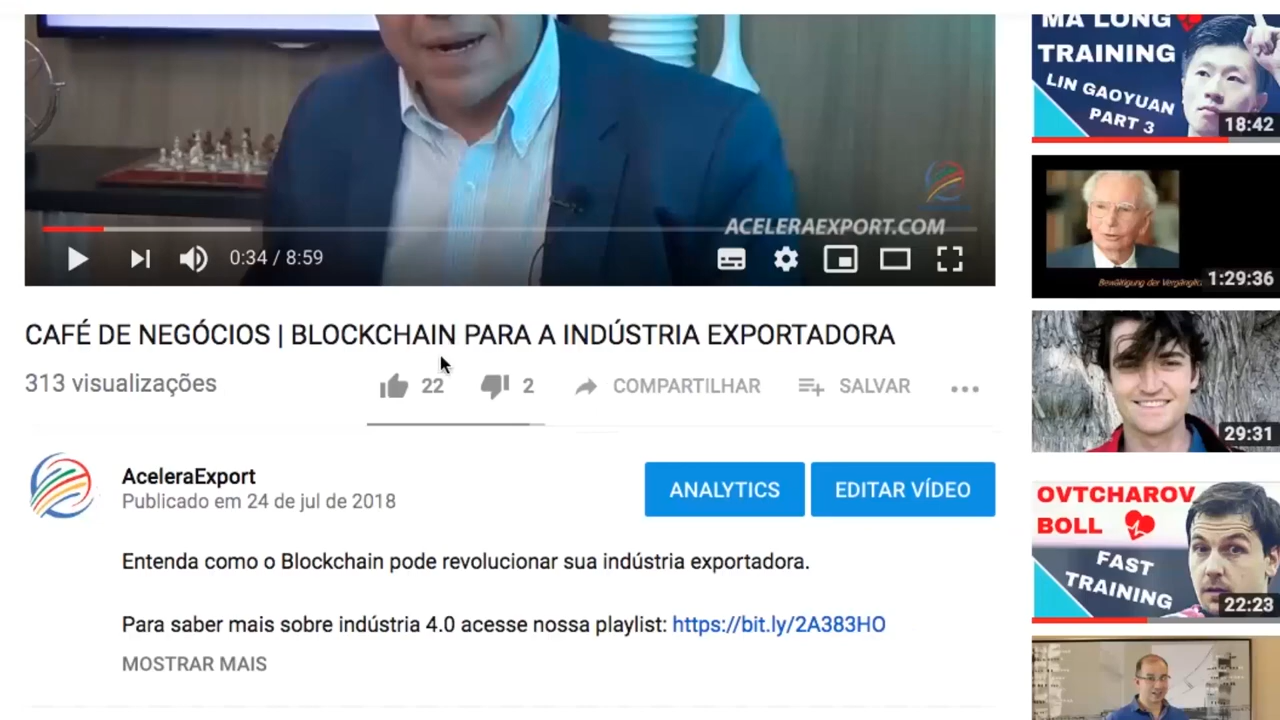 ACELERAEXPORT.COM
0:34 / 8:59
CAFÉ DE NEGÓCIOS | BLOCKCHAIN PARA A INDÚSTRIA EXPORTADORA
313 visualizações
22
2
COMPARTILHAR
SALVAR
AceleraExport
Publicado em 24 de jul de 2018
ANALYTICS
EDITAR VÍDEO
Entenda como o Blockchain pode revolucionar sua indústria exportadora.
Para saber mais sobre indústria 4.0 acesse nossa playlist: https://bit.ly/2A383HO
MOSTRAR MAIS
MA LONG
TRAINING
LIN GAOYUAN
PART 3
18:42
Bewältigung der
1:29:36
29:31
OVTCHAROV
BOLL
FAST
TRAINING
22:23